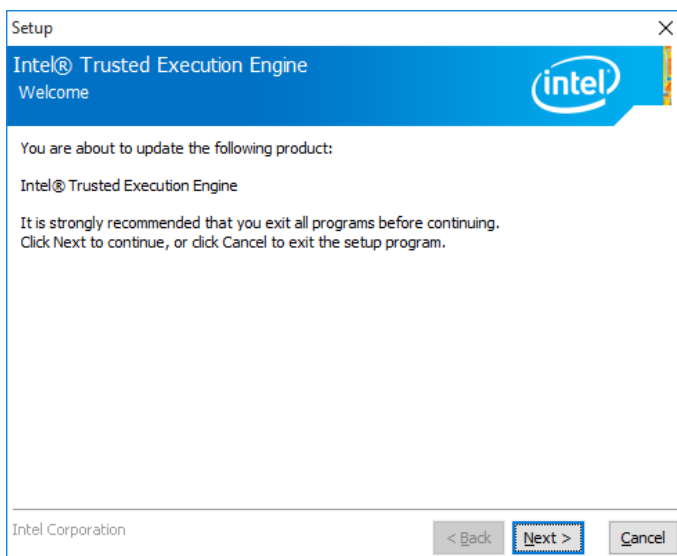 Setup
Intel® Trusted Execution Engine
Welcome
intel
You are about to update the following product:
Intel® Trusted Execution Engine
It is strongly recommended that you exit all programs before continuing.
Click Next to continue, or click Cancel to exit the setup program.
Intel Corporation
< Back Next > Cancel